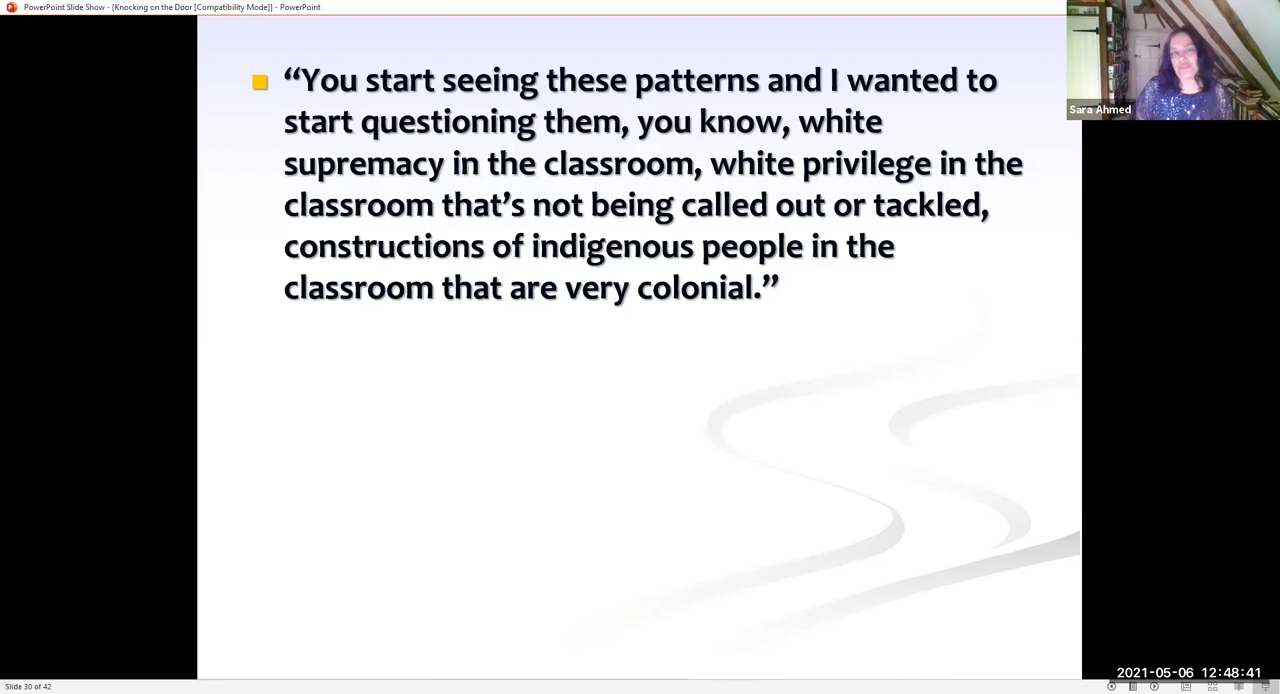 PowerPoint Slide Show - [Knocking on the Door [Compatibility Mode]] - PowerPoint
Sara Ahmed
“You start seeing these patterns and I wanted to
start questioning them, you know, white
supremacy in the classroom, white privilege in the
classroom that’s not being called out or tackled,
constructions of indigenous people in the
classroom that are very colonial.”
2021-05-06 12:48:41
Slide 30 of 42